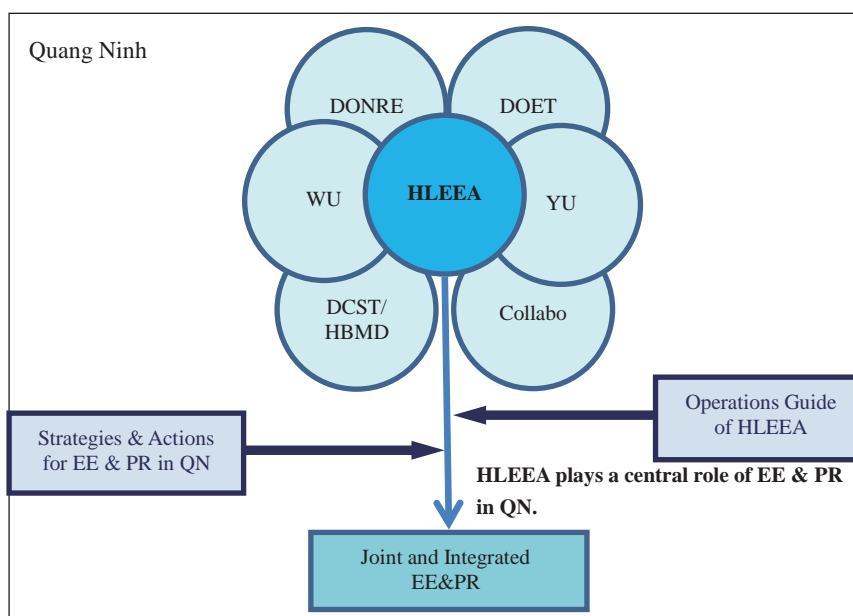 Quang Ninh
DONRE
DOET
WU
HLEEA
YU
DCST/
HBMD
Collabo
Operations Guide
of HLEEA
Strategies & Actions
for EE & PR in QN
HLEEA plays a central role of EE & PR
in QN.
Joint and Integrated
EE&PR